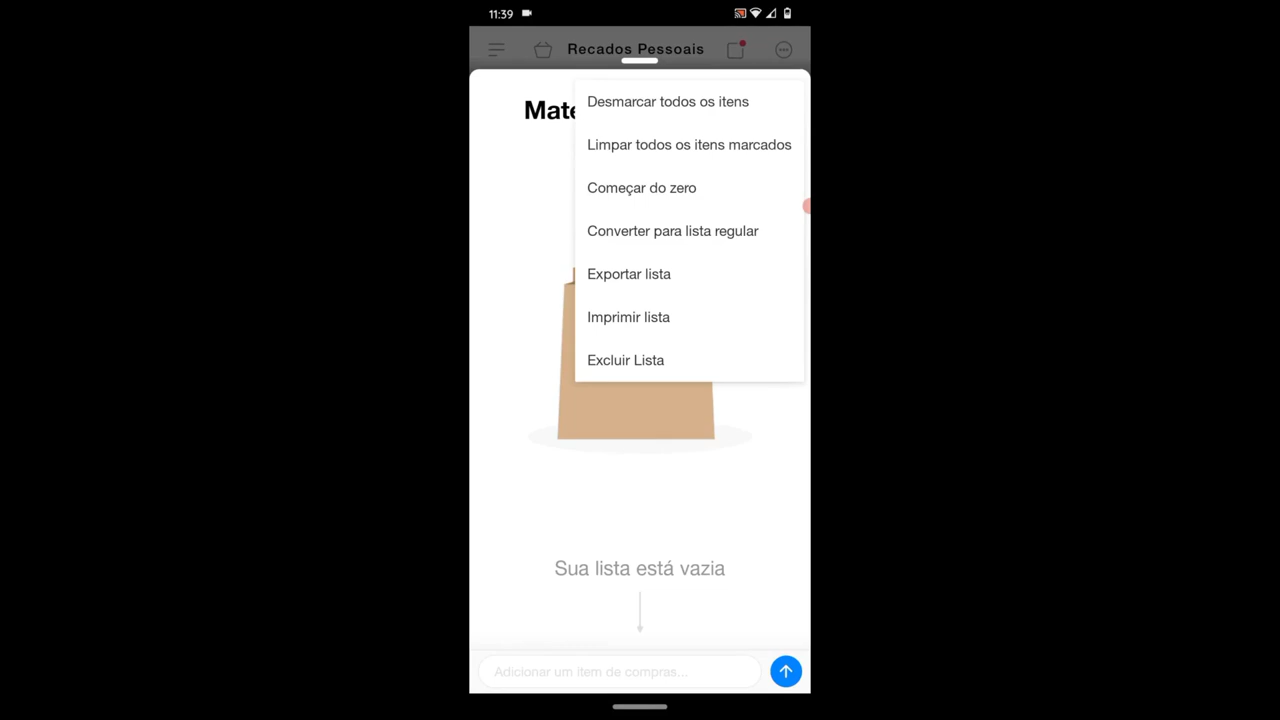 11:39
Recados Pessoais
Desmarcar todos os itens
Limpar todos os itens marcados
Começar do zero
Converter para lista regular
Exportar lista
Imprimir lista
Excluir Lista
Sua lista está vazia
Adicionar um item de compras...